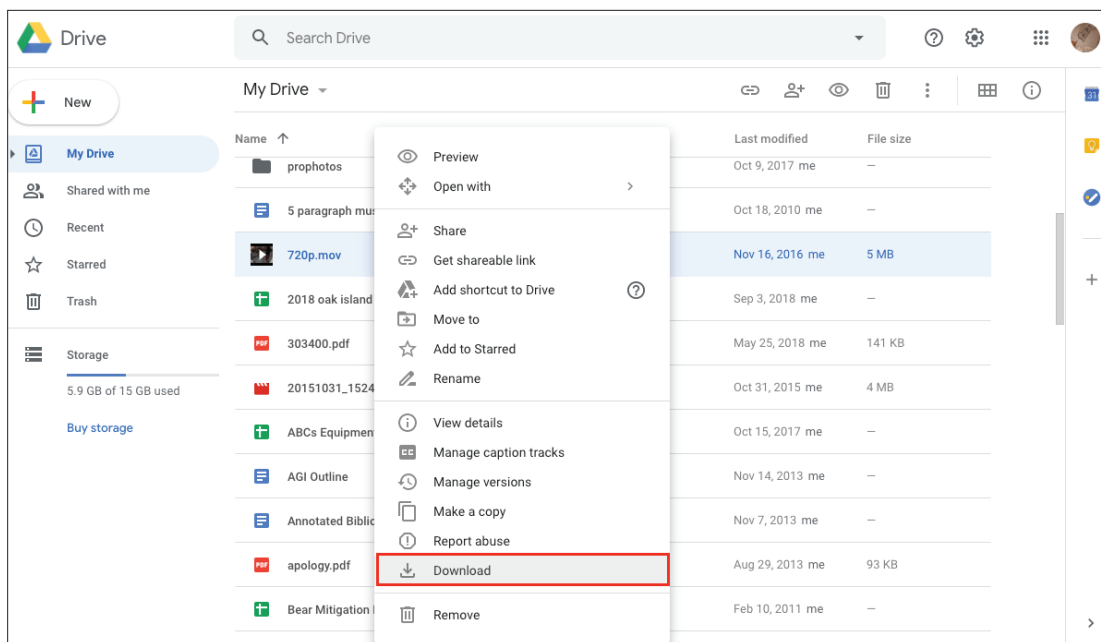 Drive
Search Drive
New
My Drive
Shared with me
Recent
Starred
Trash
Storage
5.9 GB of 15 GB used
Buy storage
My Drive
Name
Last modified
File size
prophotos
Oct 9, 2017 me
—
5 paragraph mus
Oct 18, 2010 me
—
720p.mov
Nov 16, 2016 me
5 MB
2018 oak island
Sep 3, 2018 me
—
PDF
303400.pdf
May 25, 2018 me
141 KB
20151031_1524
Oct 31, 2015 me
4 MB
ABCs Equipmen
Oct 15, 2017 me
—
AGI Outline
Nov 14, 2013 me
—
Annotated Biblio
Nov 7, 2013 me
—
PDF
apology.pdf
Aug 29, 2013 me
93 KB
Bear Mitigation
Feb 10, 2011 me
—
Preview
Open with
Share
Get shareable link
Add shortcut to Drive
Move to
Add to Starred
Rename
View details
CC
Manage caption tracks
Manage versions
Make a copy
Report abuse
Download
Remove
31